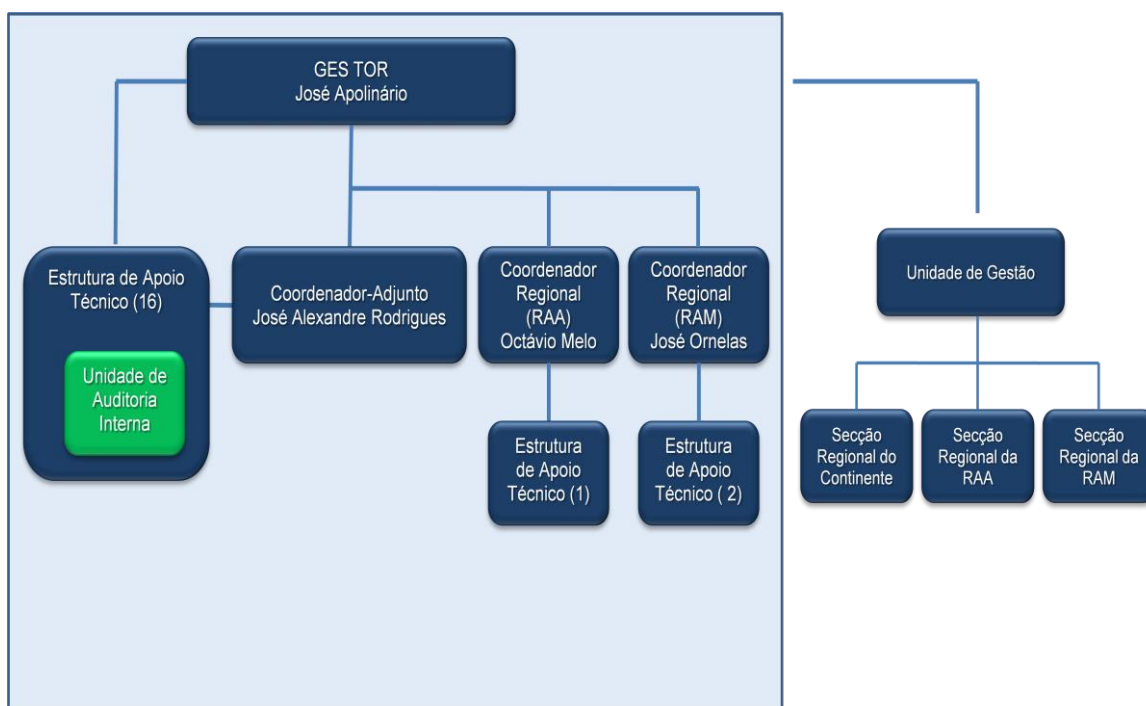 GES TOR
José Apolinário
Estrutura de Apoio
Técnico (16)
Unidade de
Auditoria
Interna
Coordenador-Adjunto
José Alexandre Rodrigues
Coordenador
Regional
(RAA)
Octávio Melo
Coordenador
Regional
(RAM)
José Ornelas
Estrutura
de Apoio
Técnico (1)
Estrutura
de Apoio
Técnico ( 2)
Unidade de Gestão
Secção
Regional do
Continente
Secção
Regional da
RAA
Secção
Regional da
RAM